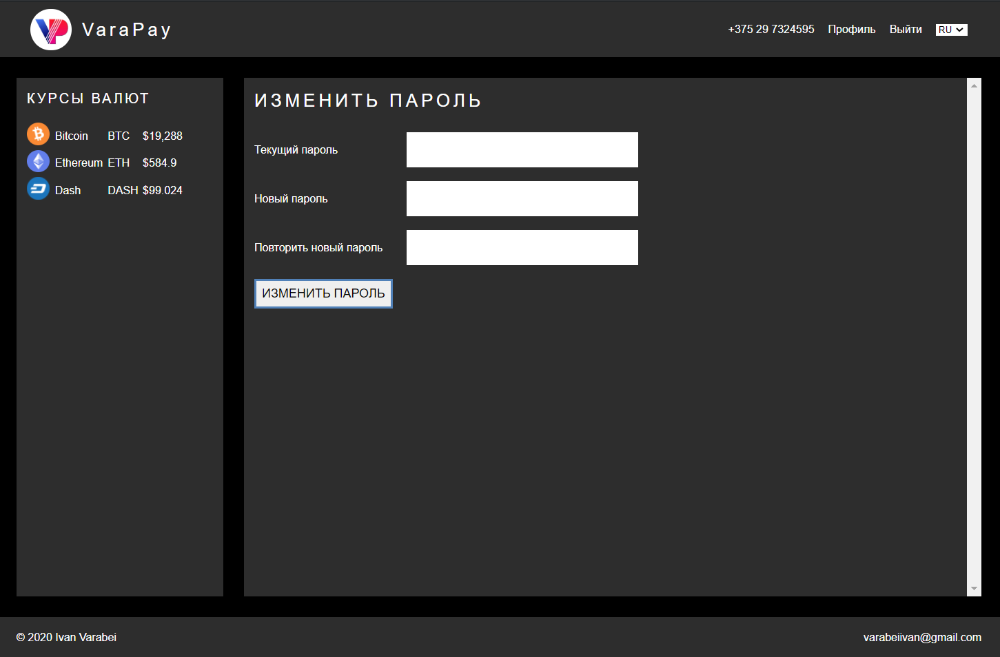 VP VaraPay
+375 29 7324595 Профиль Выйти RU
КУРСЫ ВАЛЮТ
Bitcoin BTC $19,288
Ethereum ETH $584.9
Dash DASH $99.024
ИЗМЕНИТЬ ПАРОЛЬ
Текущий пароль
Новый пароль
Повторить новый пароль
ИЗМЕНИТЬ ПАРОЛЬ
© 2020 Ivan Varabei
varabeiivan@gmail.com